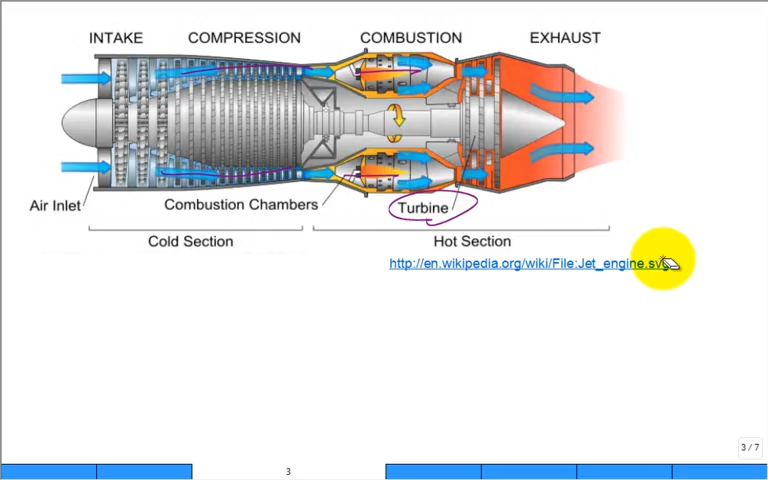 INTAKE COMPRESSION COMBUSTION EXHAUST
Air Inlet
Combustion Chambers
Turbine
Cold Section
Hot Section
http://en.wikipedia.org/wiki/File:Jet_engine.svg
3 / 7
3